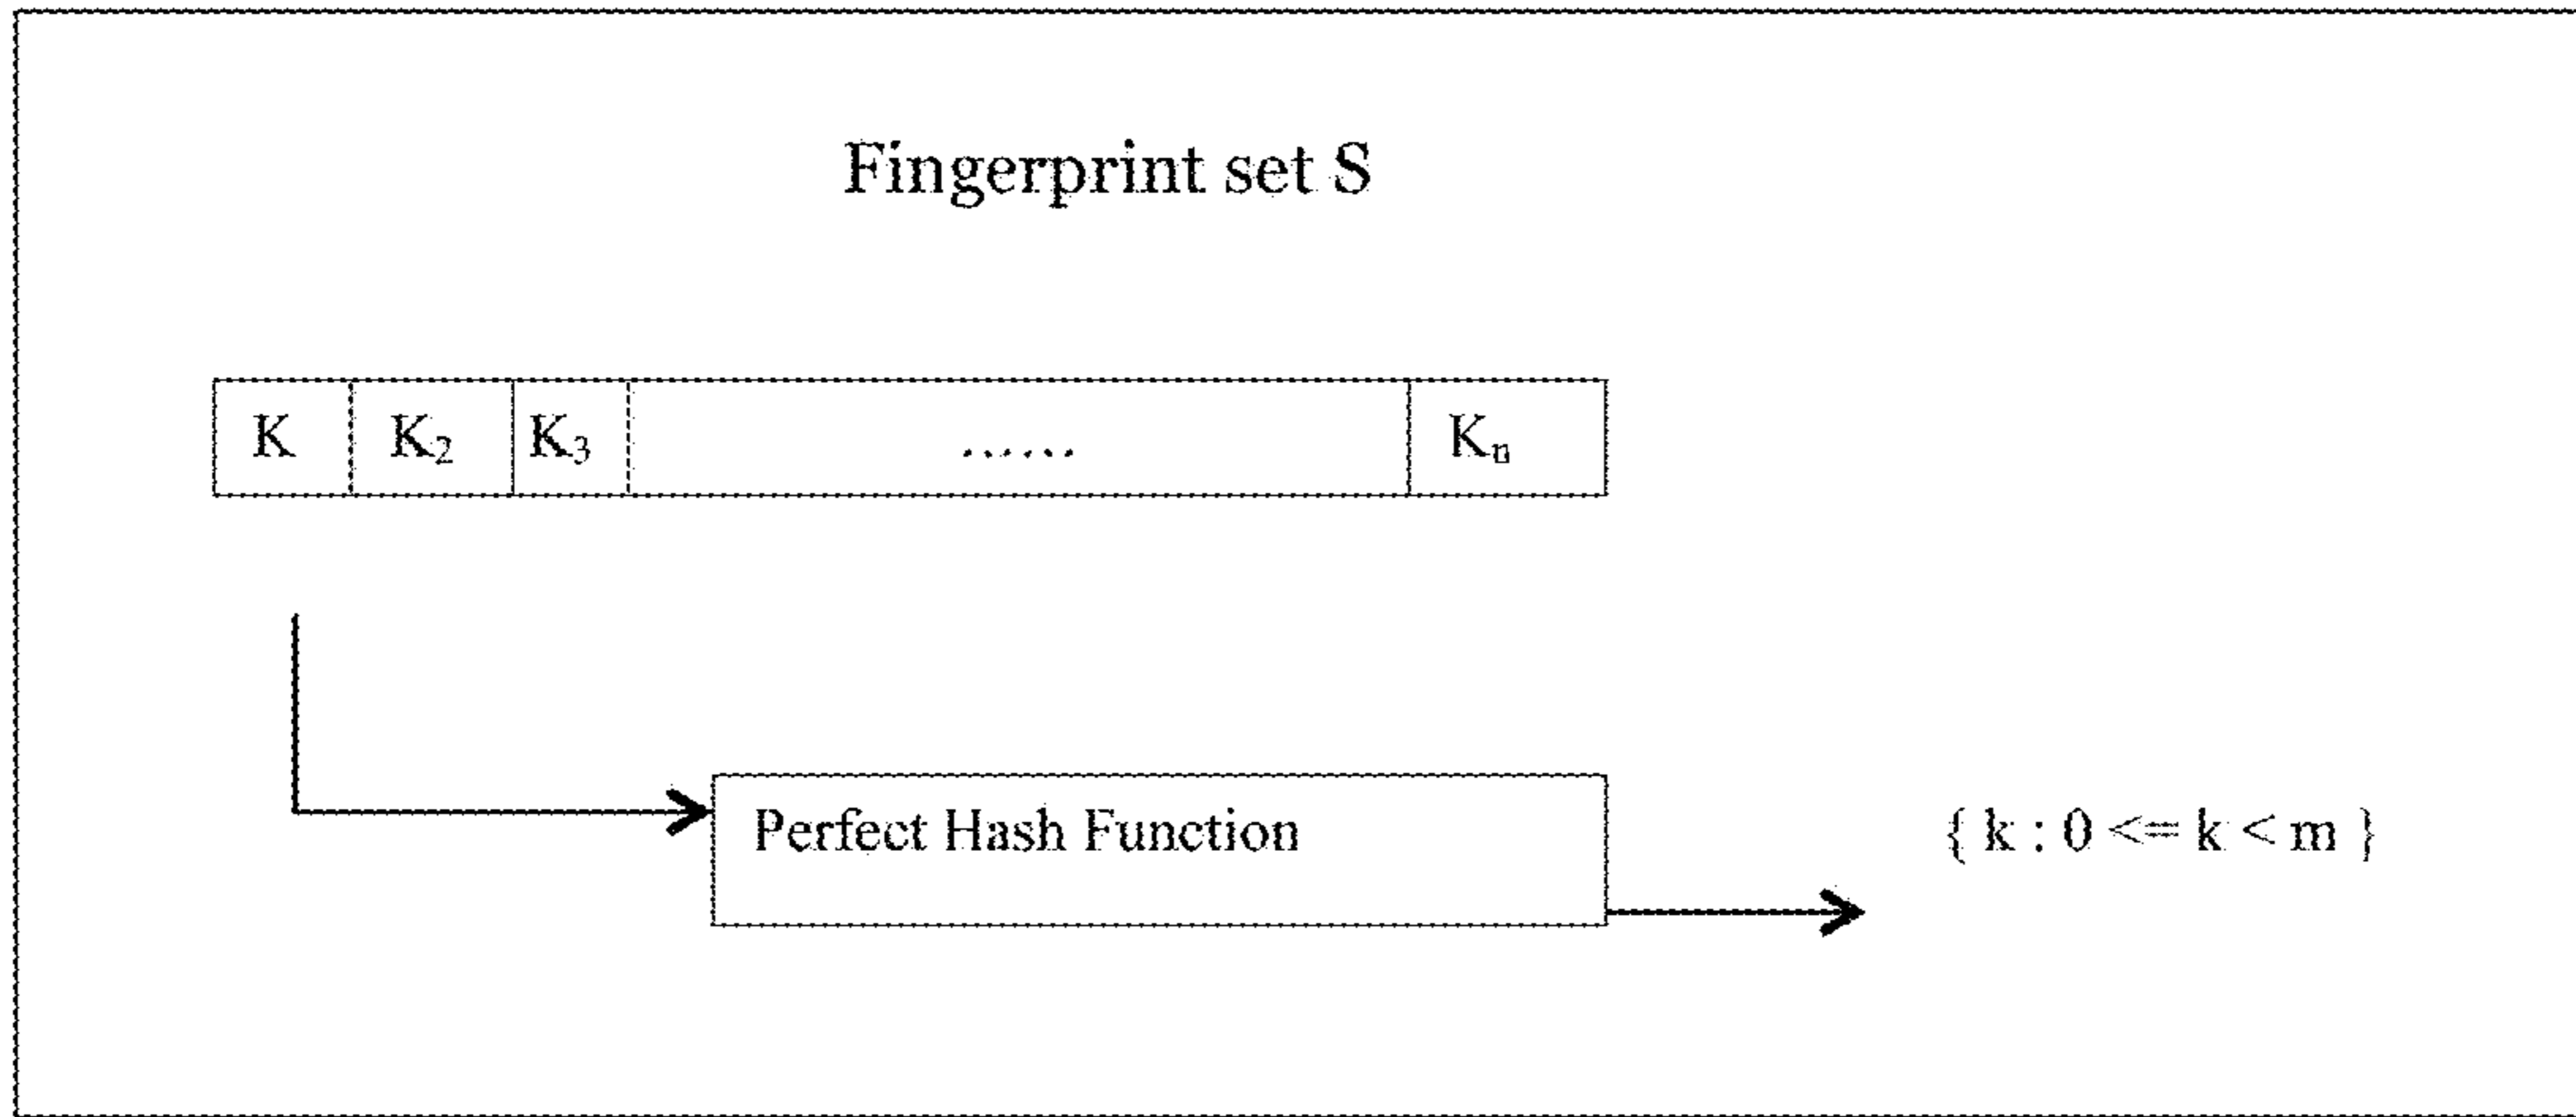 Fingerprint set S
K K₂ K₃ ...... Kₙ
Perfect Hash Function
{ k : 0 <= k < m }